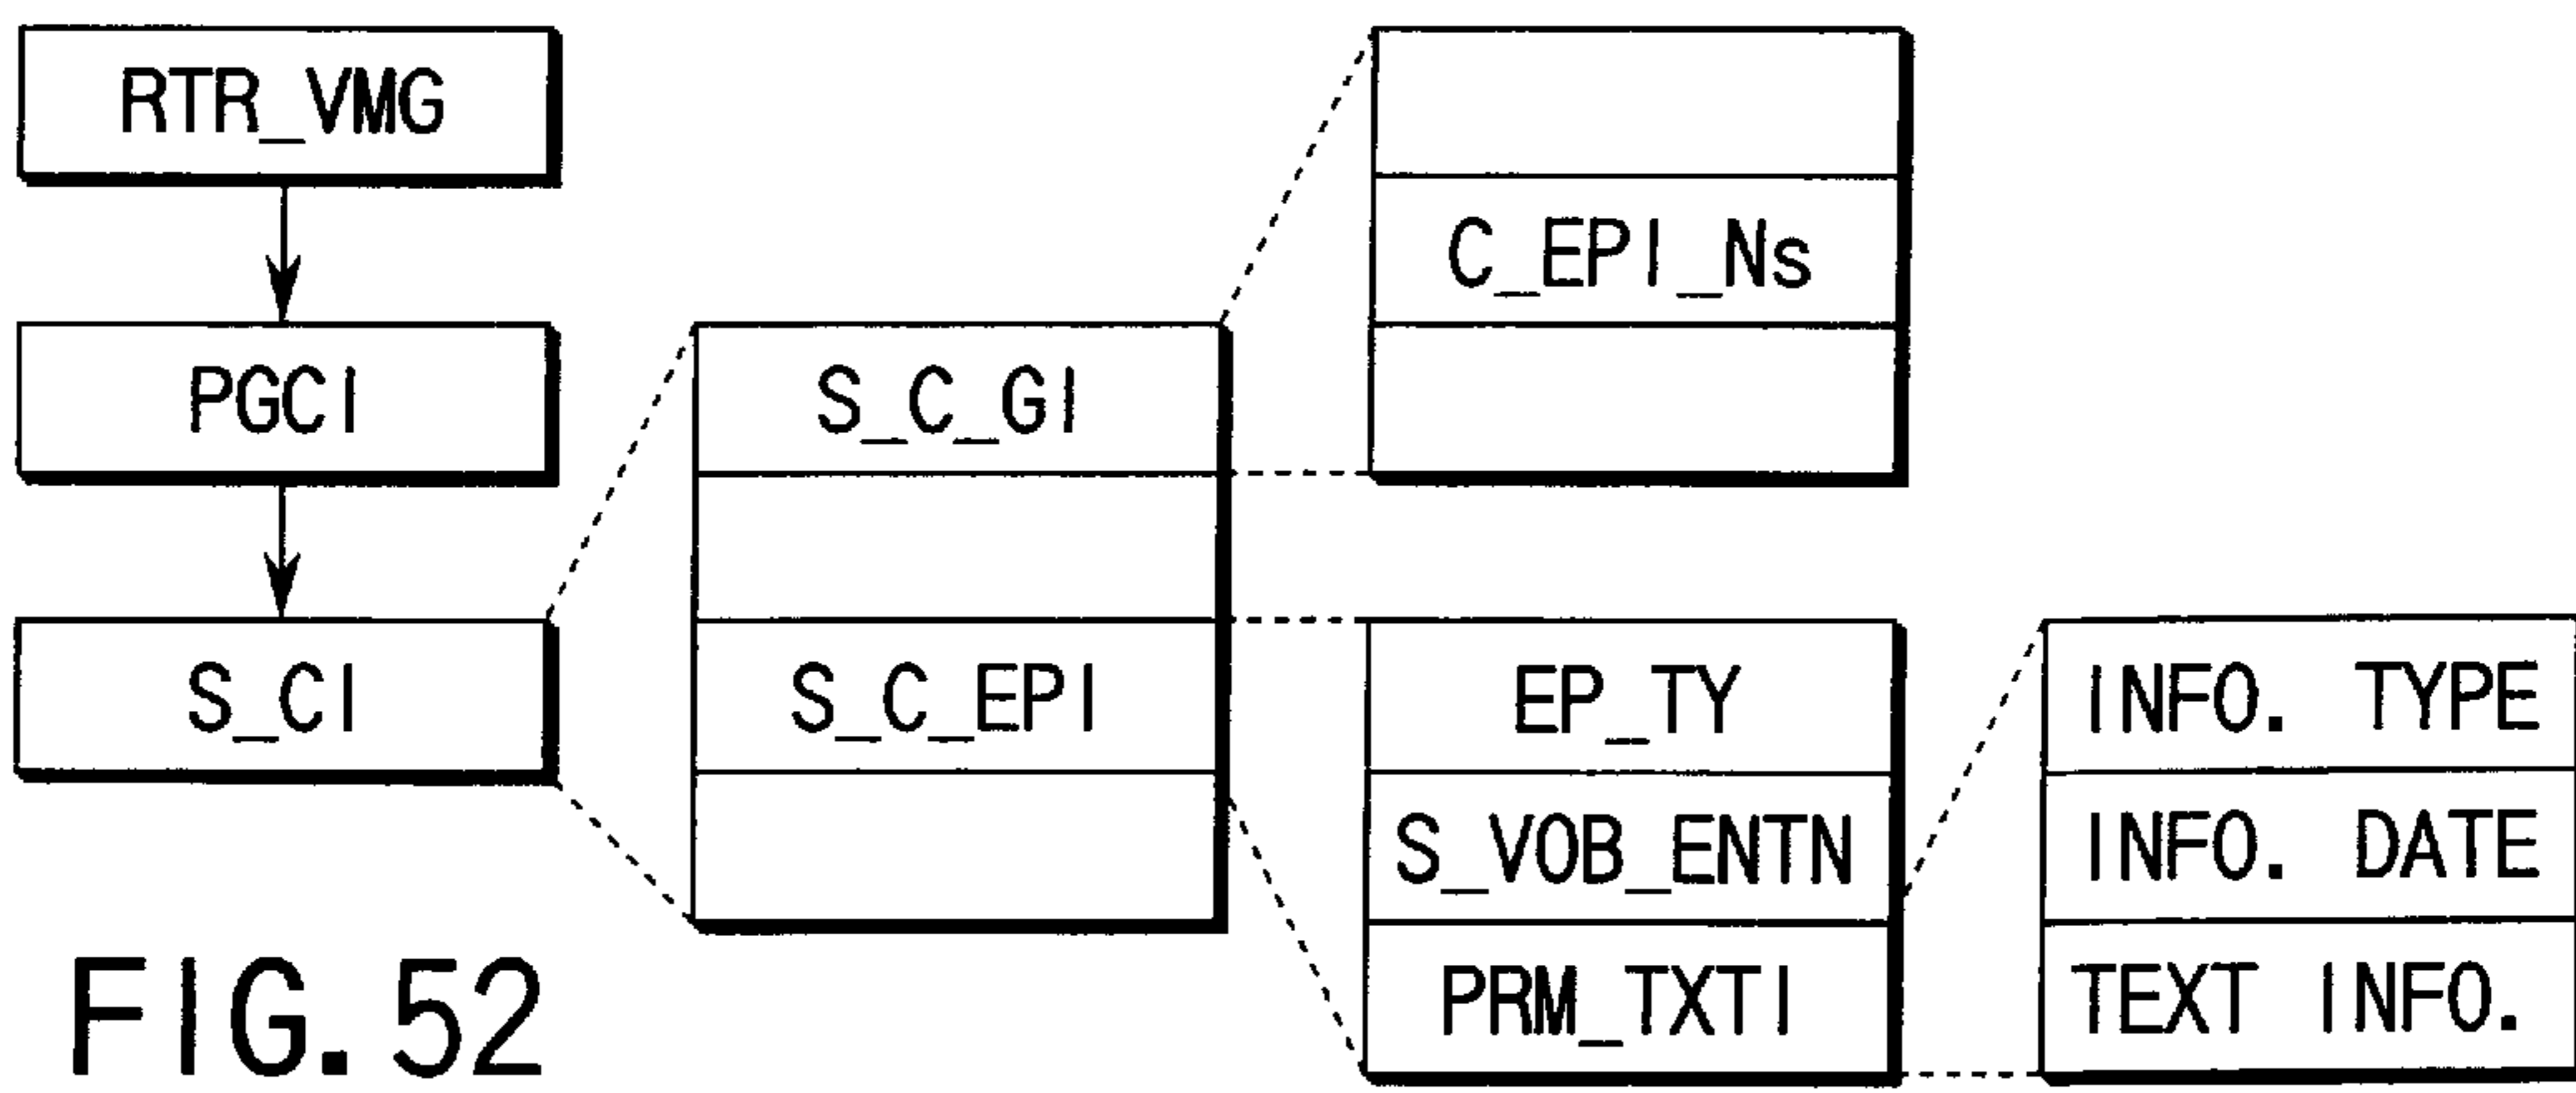 RTR_VMG
PGCI
S_CI
S_C_GI
S_C_EPI
C_EPI_Ns
EP_TY
S_VOB_ENTN
PRM_TXTI
INFO. TYPE
INFO. DATE
TEXT INFO.
FIG. 52